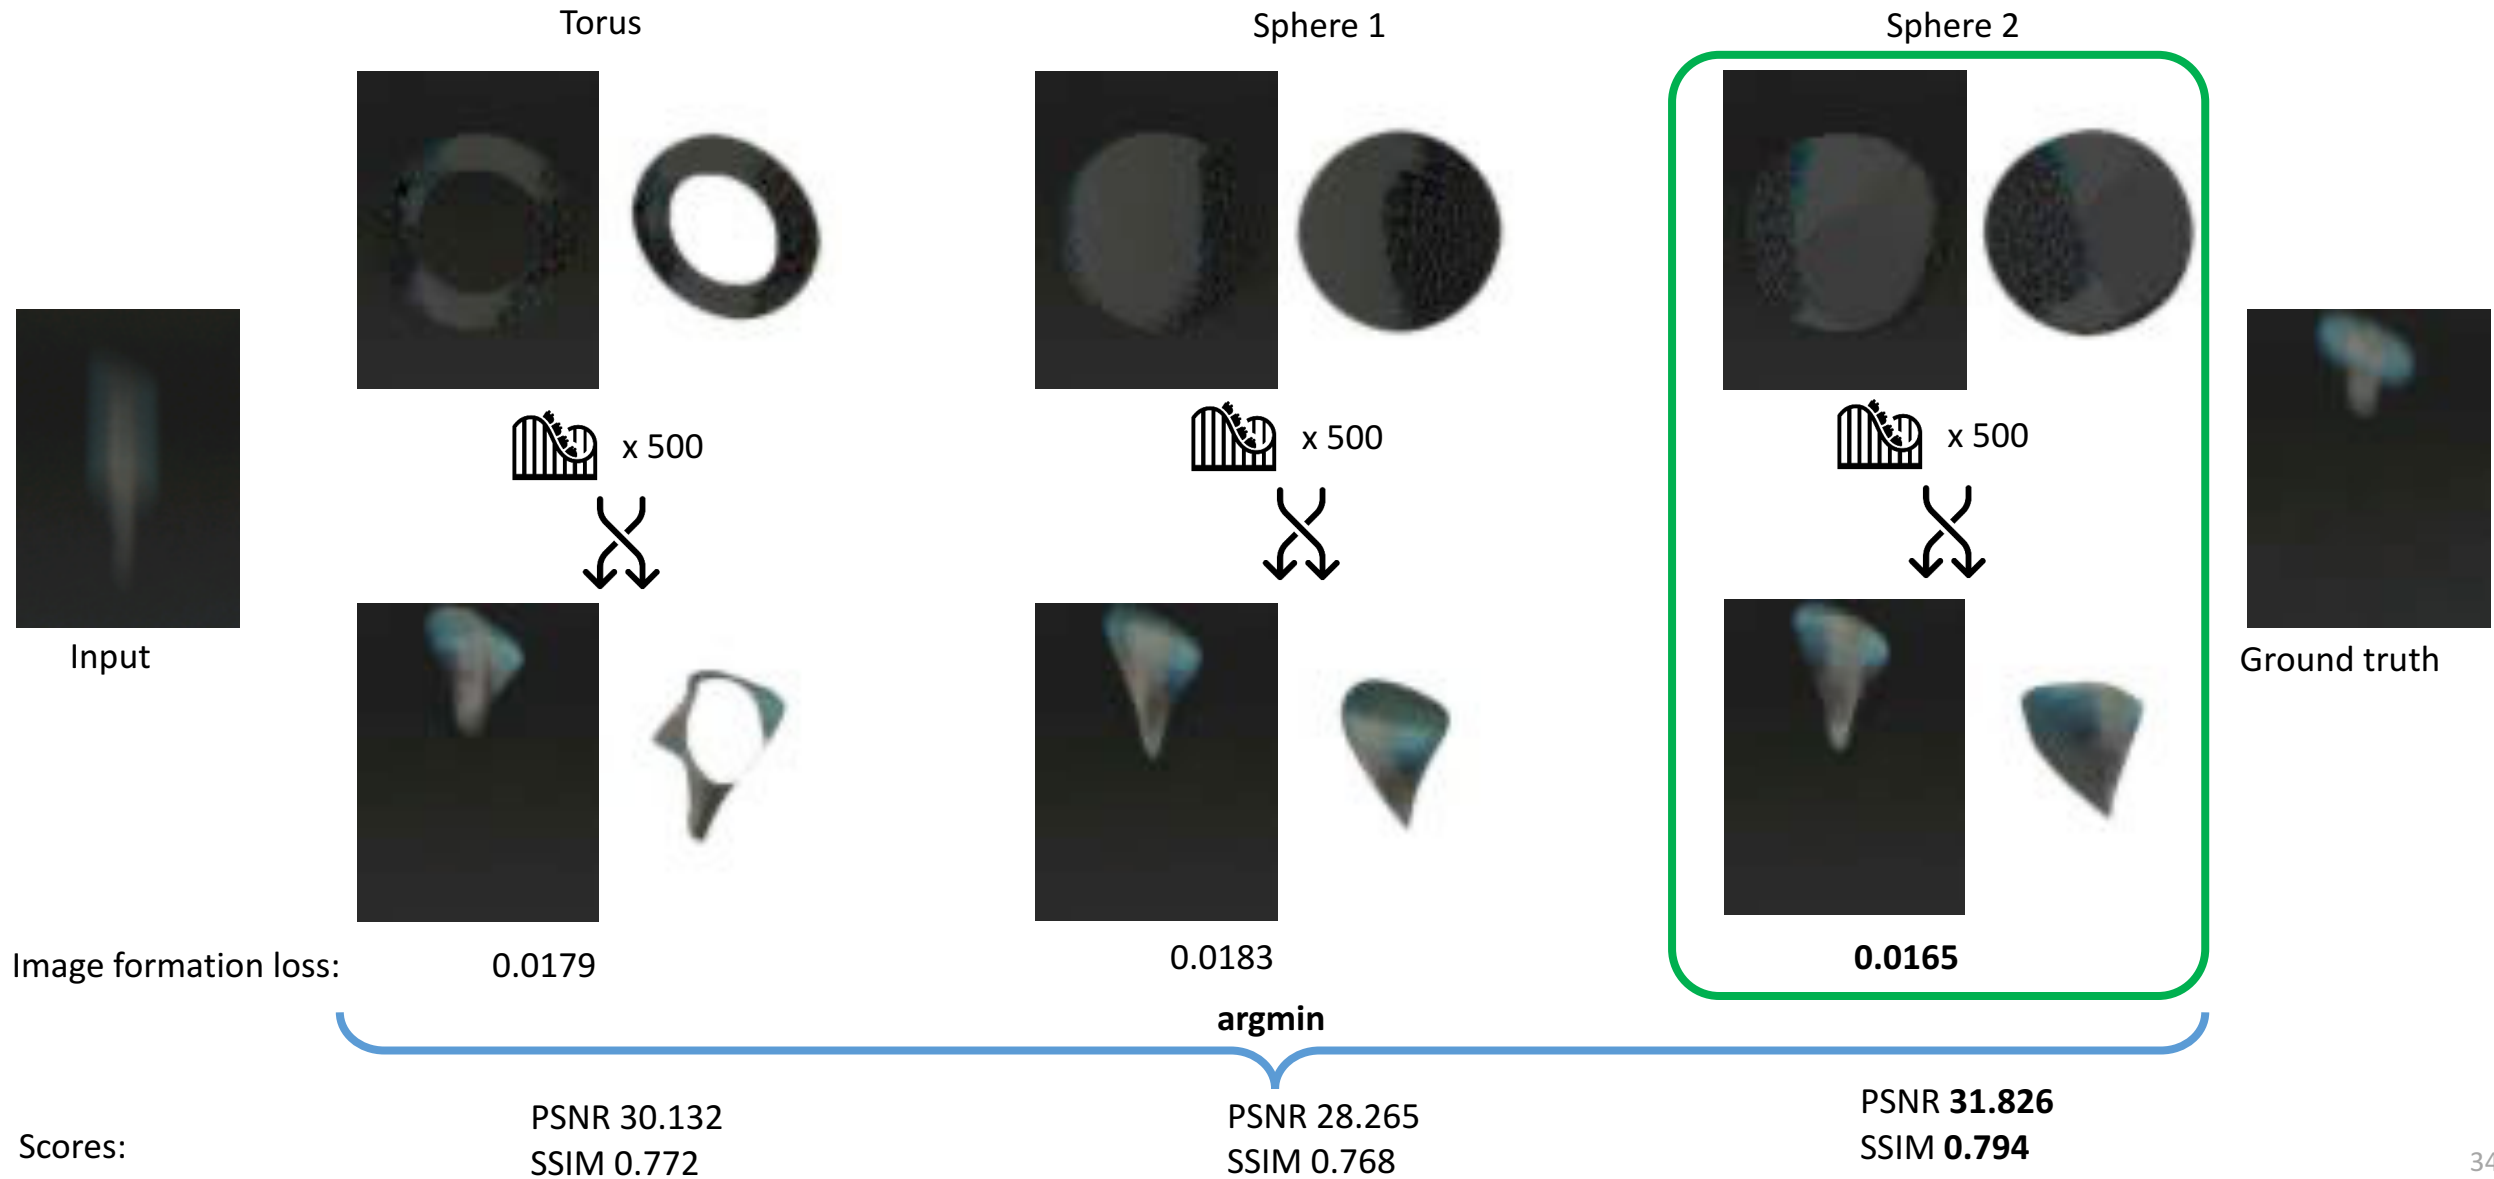 Torus
Sphere 1
Sphere 2
x 500
x 500
x 500
Input
Ground truth
Image formation loss:
0.0179
0.0183
0.0165
argmin
Scores:
PSNR 30.132
SSIM 0.772
PSNR 28.265
SSIM 0.768
PSNR 31.826
SSIM 0.794
34